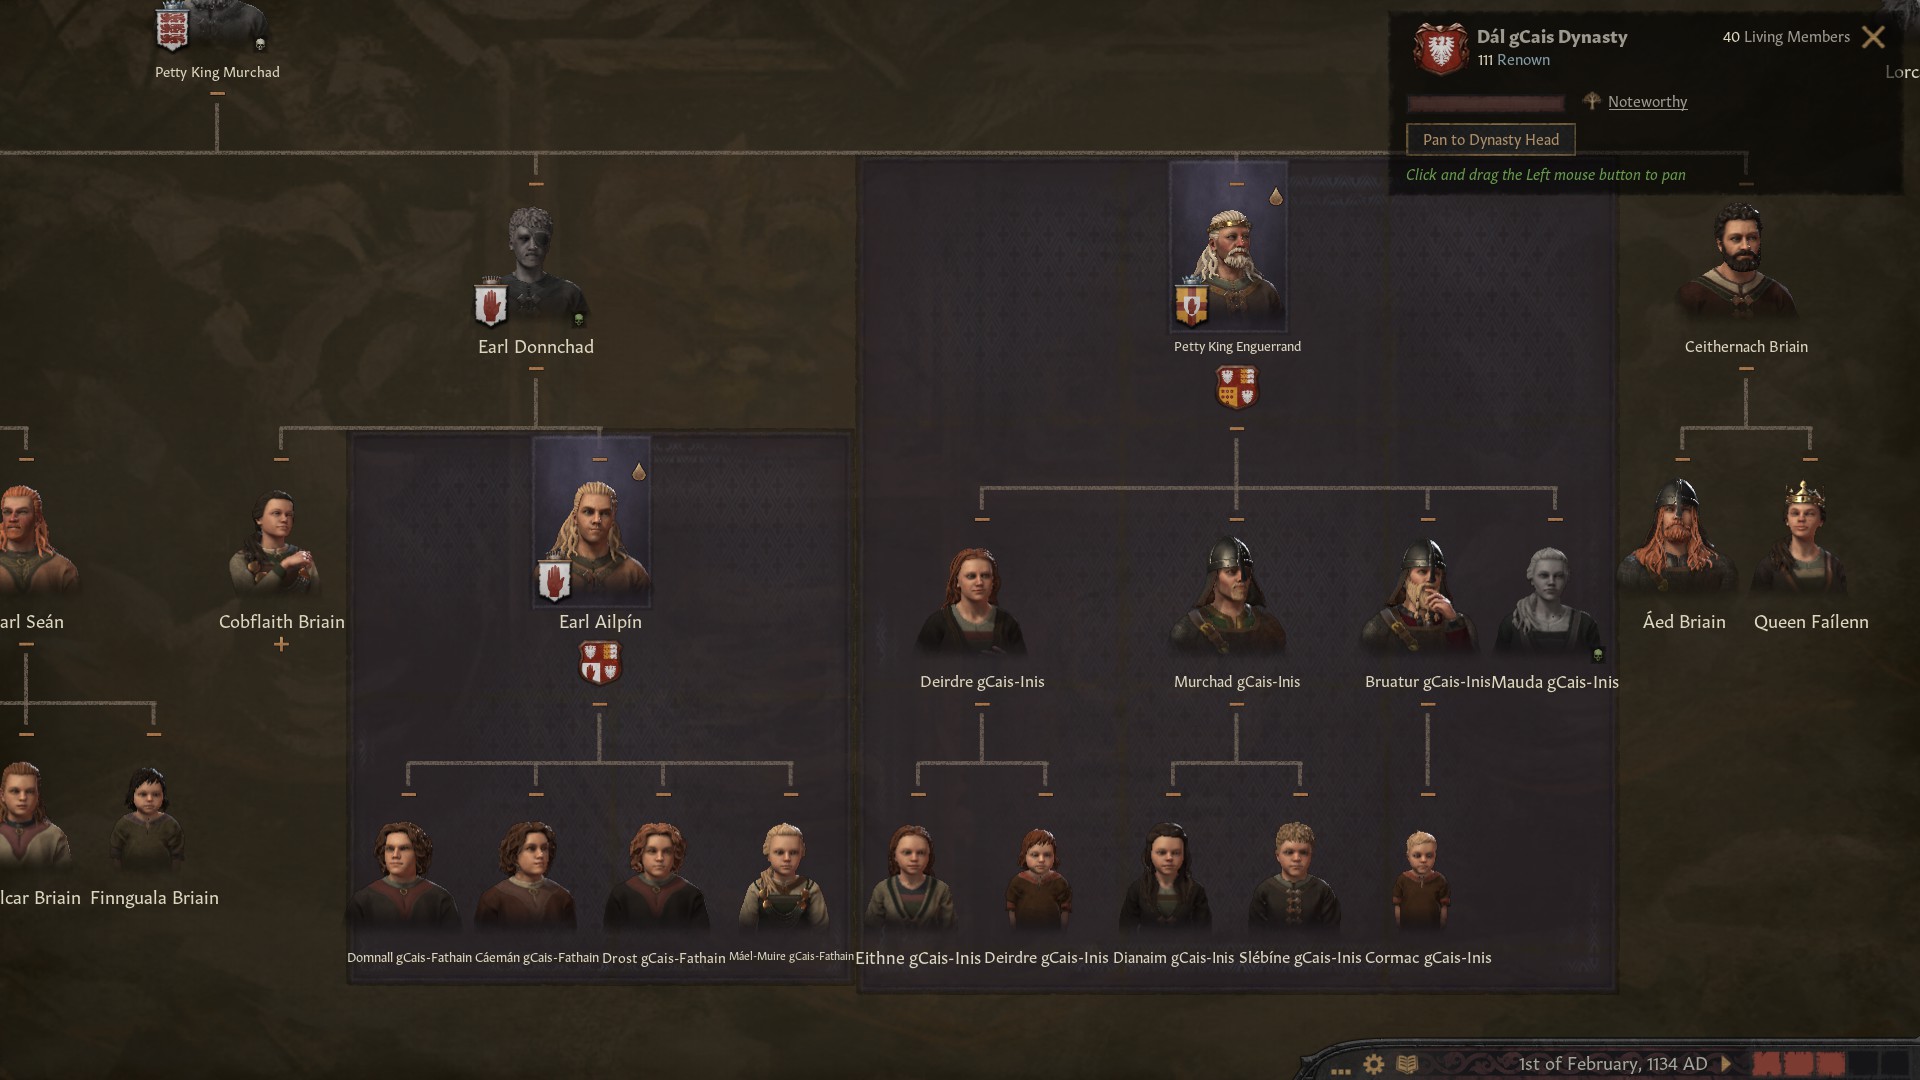 Petty King Murchad
Dál gCais Dynasty
40 Living Members
111 Renown
Noteworthy
Pan to Dynasty Head
Click and drag the Left mouse button to pan
Earl Donnchad
Petty King Enguerrand
Ceithernach Briain
Seán
Cobflaith Briain
Earl Ailpín
Áed Briain
Queen Faílenn
Deirdre gCais-Inis
Murchad gCais-Inis
Bruatur gCais-Inis
Mauda gCais-Inis
Briain
Finnguala Briain
Domnall gCais-Fathain
Cáemán gCais-Fathain
Drost gCais-Fathain
Máel-Muire gCais-Fathain
Eithne gCais-Inis
Deirdre gCais-Inis
Dianaim gCais-Inis
Slébíne gCais-Inis
Cormac gCais-Inis
1st of February, 1134 AD